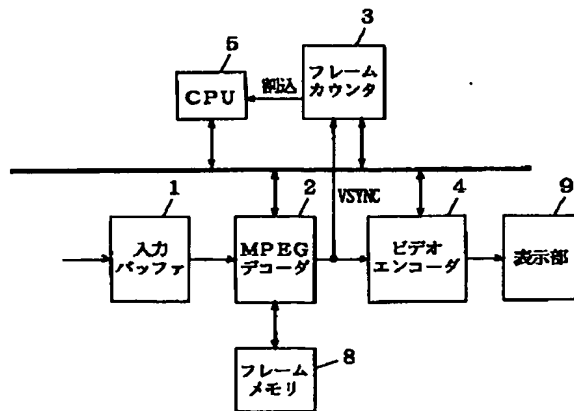 3
5
フレーム
カウンタ
CPU
割込
1
2
VSYNC
4
9
入力
バッファ
MPEG
デコーダ
ビデオ
エンコーダ
表示部
8
フレーム
メモリ